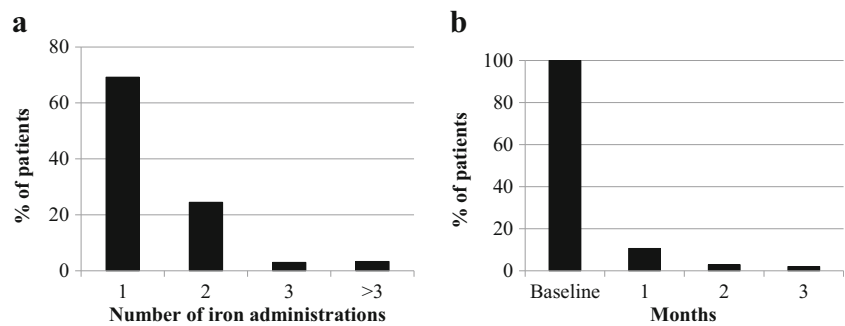 a
80
60
40
20
0
% of patients
1 2 3 >3
Number of iron administrations
b
100
80
60
40
20
0
% of patients
Baseline 1 2 3
Months